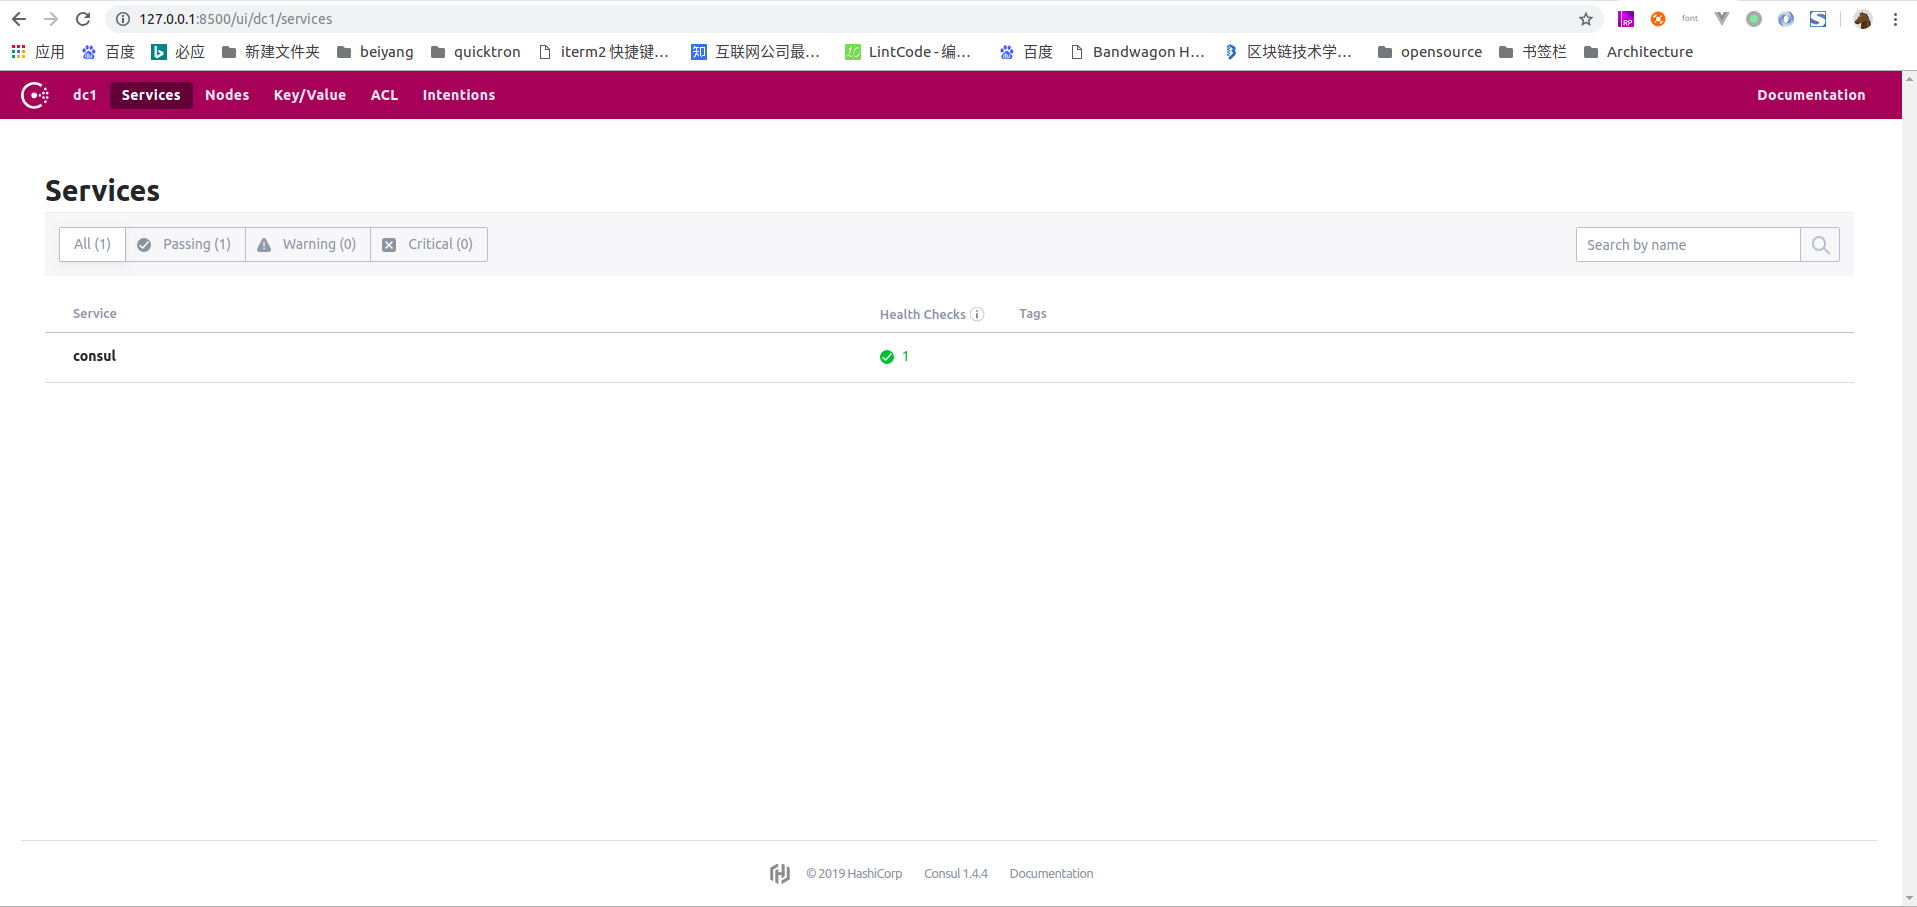 127.0.0.1:8500/ui/dc1/services
font
应用 百度 必应 新建文件夹 beiyang quicktron iterm2 快捷键… 互联网公司最… LintCode - 编… 百度 Bandwagon H… 区块链技术学… opensource 书签栏 Architecture
dc1 Services Nodes Key/Value ACL Intentions Documentation
Services
All (1) Passing (1) Warning (0) Critical (0) Search by name
Service Health Checks Tags
consul 1
© 2019 HashiCorp Consul 1.4.4 Documentation